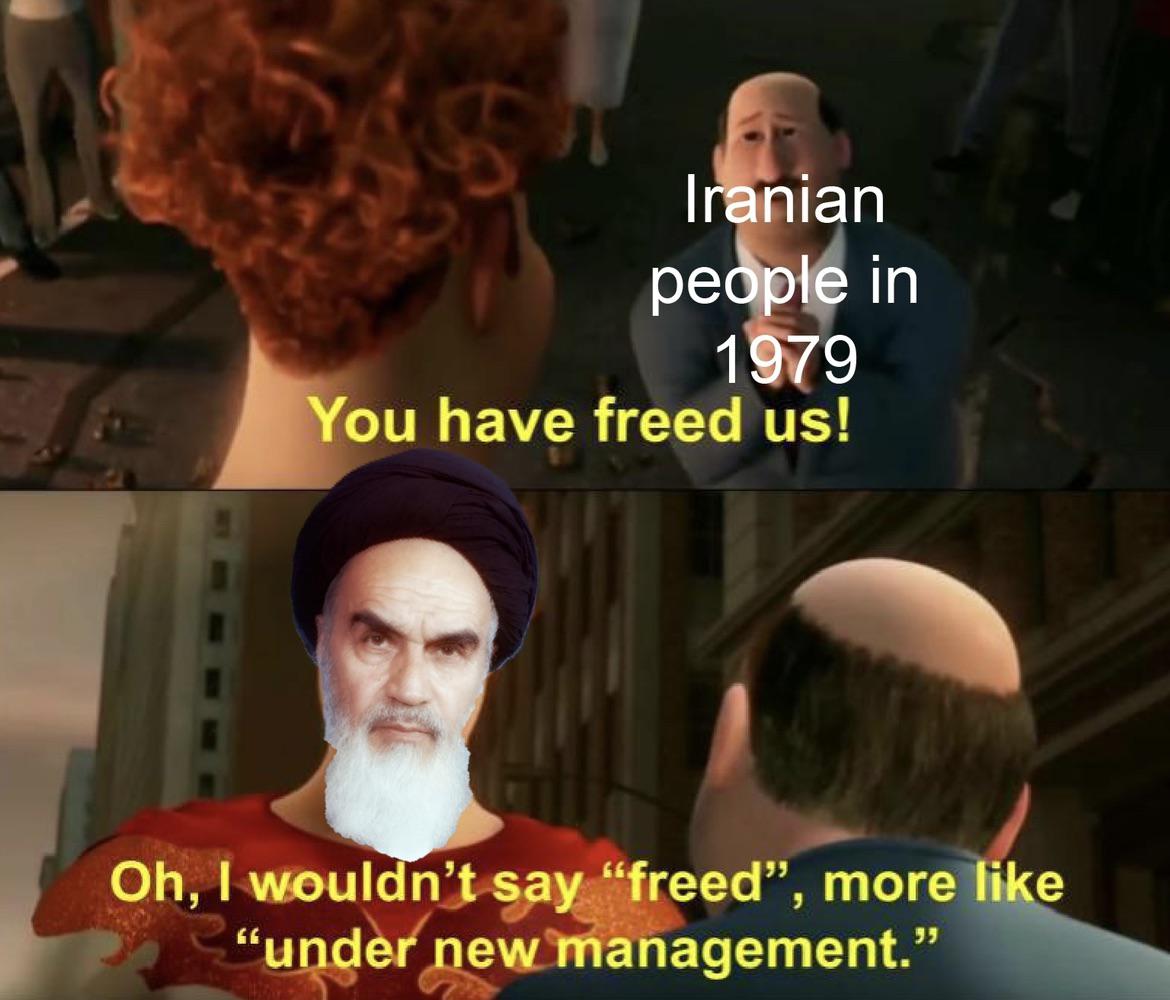 Iranian
people in
1979
You have freed us!
Oh, I wouldn’t say “freed”, more like
“under new management.”